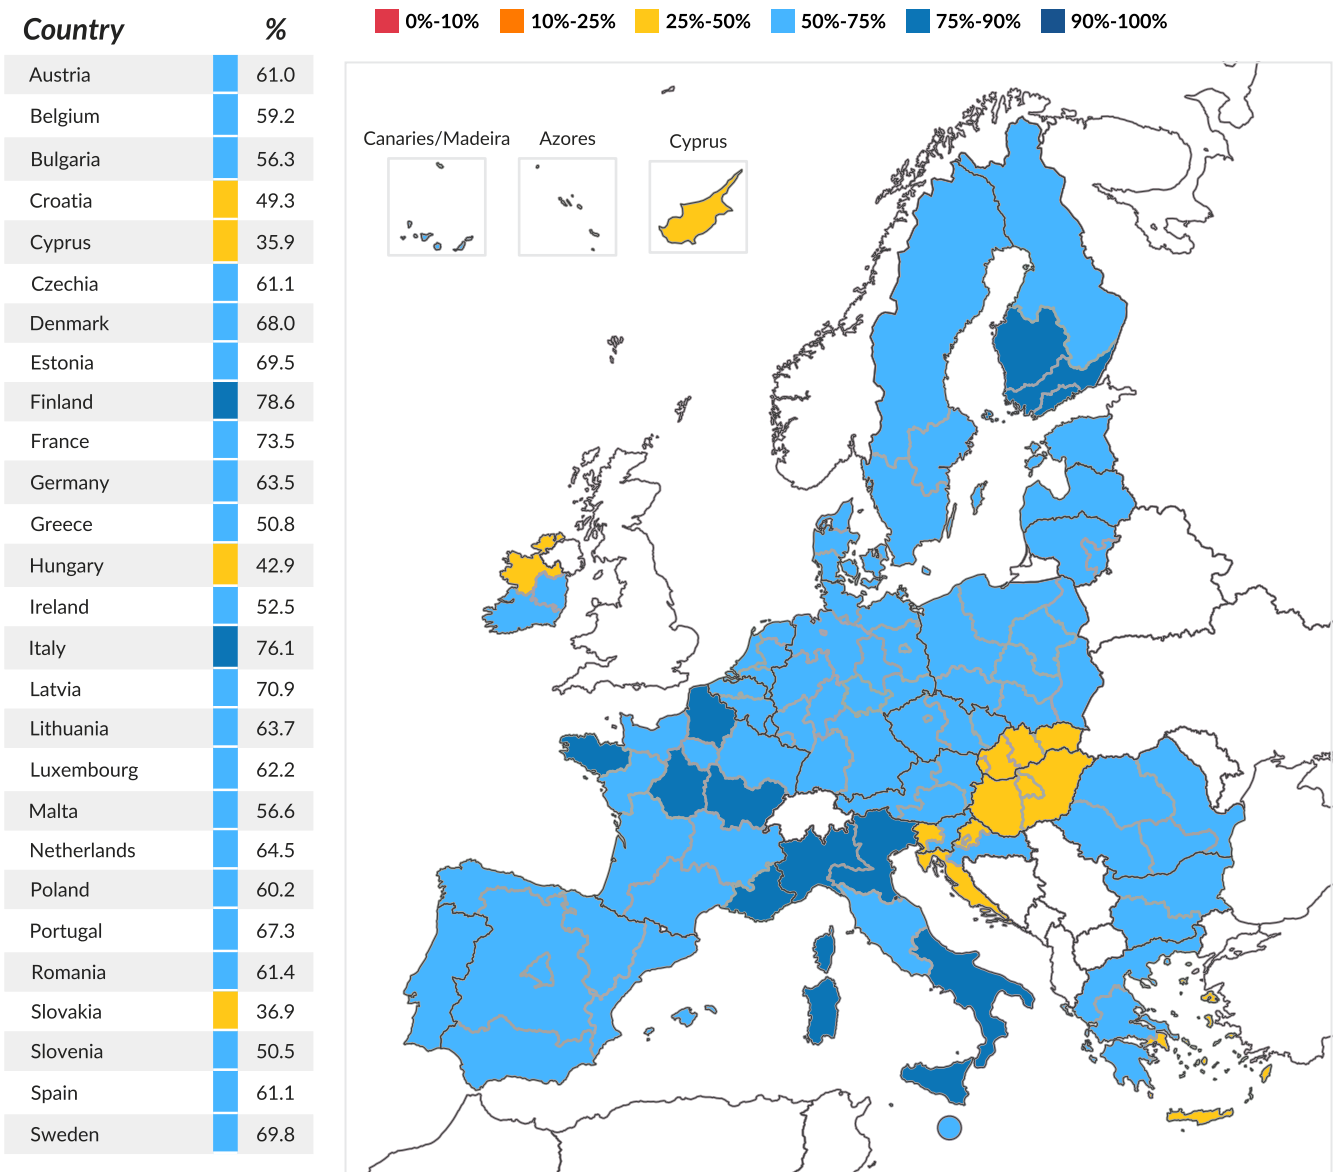 Country %
0%-10% 10%-25% 25%-50% 50%-75% 75%-90% 90%-100%
Austria 61.0
Belgium 59.2
Bulgaria 56.3
Croatia 49.3
Cyprus 35.9
Czechia 61.1
Denmark 68.0
Estonia 69.5
Finland 78.6
France 73.5
Germany 63.5
Greece 50.8
Hungary 42.9
Ireland 52.5
Italy 76.1
Latvia 70.9
Lithuania 63.7
Luxembourg 62.2
Malta 56.6
Netherlands 64.5
Poland 60.2
Portugal 67.3
Romania 61.4
Slovakia 36.9
Slovenia 50.5
Spain 61.1
Sweden 69.8
Canaries/Madeira
Azores
Cyprus